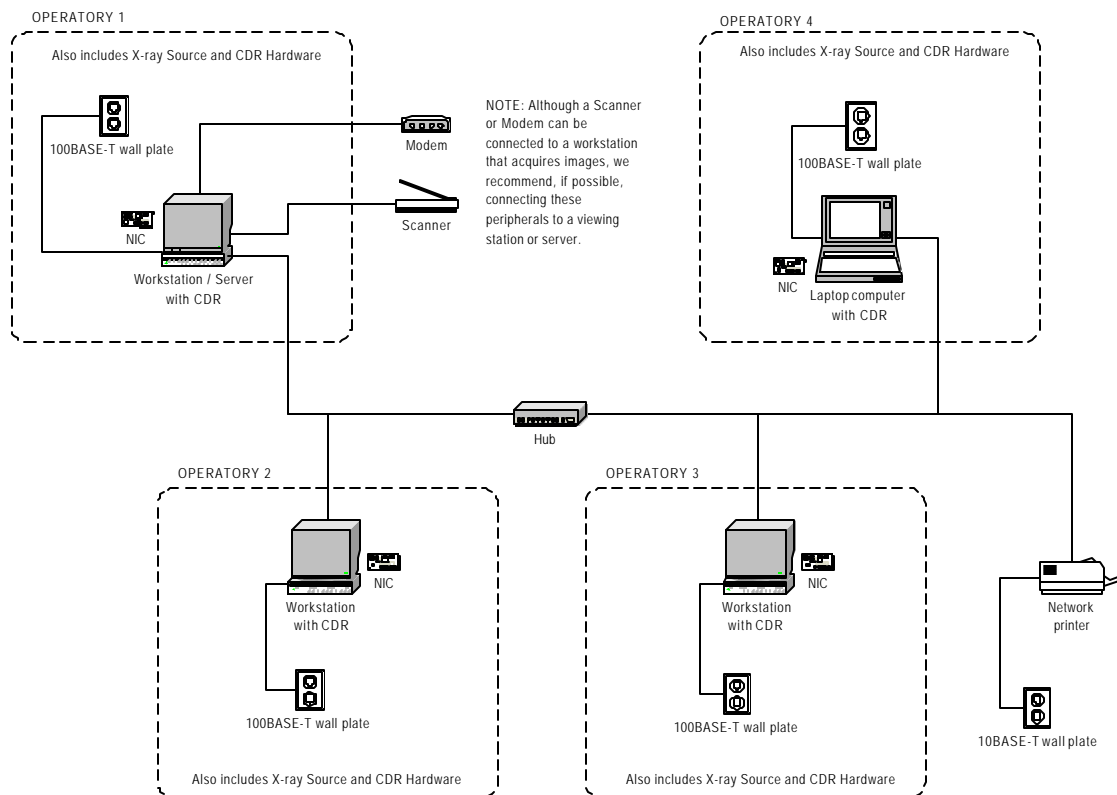 OPERATORY 1
Also includes X-ray Source and CDR Hardware
100BASE-T wall plate
NIC
Workstation / Server
with CDR
Modem
Scanner
NOTE: Although a Scanner
or Modem can be
connected to a workstation
that acquires images, we
recommend, if possible,
connecting these
peripherals to a viewing
station or server.
OPERATORY 4
Also includes X-ray Source and CDR Hardware
100BASE-T wall plate
NIC
Laptop computer
with CDR
Hub
OPERATORY 2
NIC
Workstation
with CDR
100BASE-T wall plate
Also includes X-ray Source and CDR Hardware
OPERATORY 3
NIC
Workstation
with CDR
100BASE-T wall plate
Also includes X-ray Source and CDR Hardware
Network
printer
10BASE-T wall plate